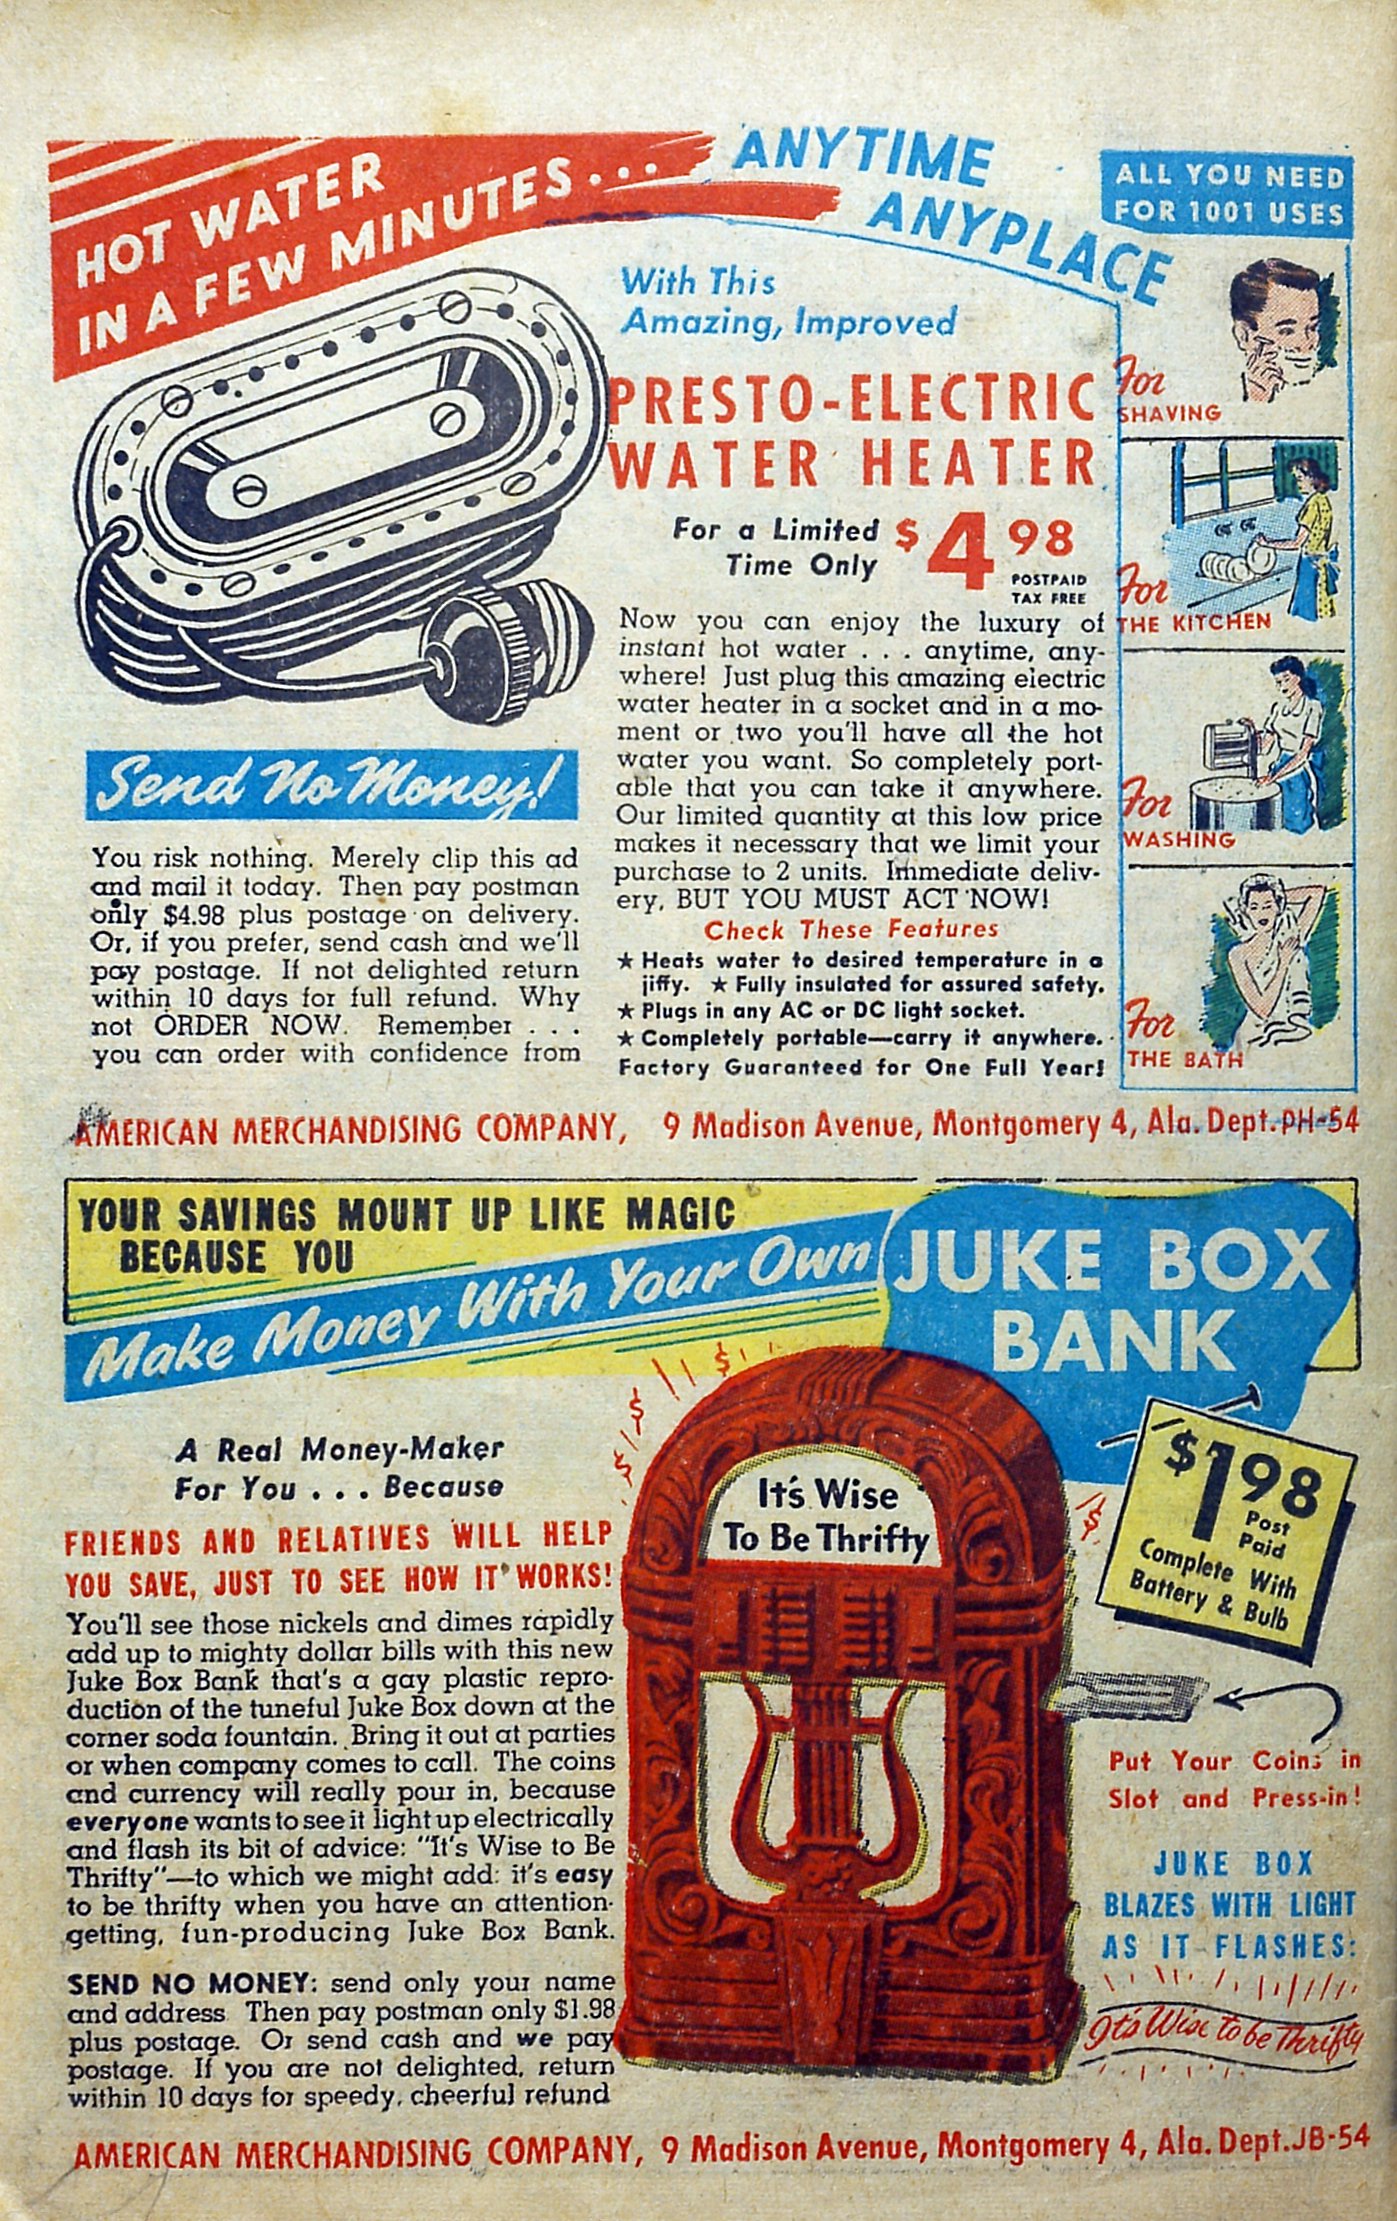 HOT WATER
IN A FEW MINUTES...
ANYTIME
ANYPLACE
With This
Amazing, Improved
PRESTO-ELECTRIC
WATER HEATER
For a Limited
Time Only
$4.98
POSTPAID
TAX FREE
Now you can enjoy the luxury of
instant hot water . . . anytime, any-
where! Just plug this amazing electric
water heater in a socket and in a mo-
ment or two you'll have all the hot
water you want. So completely port-
able that you can take it anywhere.
Our limited quantity at this low price
makes it necessary that we limit your
purchase to 2 units. Immediate deliv-
ery, BUT YOU MUST ACT NOW!
Check These Features
★ Heats water to desired temperature in a
jiffy. ★ Fully insulated for assured safety.
★ Plugs in any AC or DC light socket.
★ Completely portable—carry it anywhere.
Factory Guaranteed for One Full Year!
ALL YOU NEED
FOR 1001 USES
For
SHAVING
For
THE KITCHEN
For
WASHING
For
THE BATH
Send No Money!
You risk nothing. Merely clip this ad
and mail it today. Then pay postman
only $4.98 plus postage on delivery.
Or, if you prefer, send cash and we'll
pay postage. If not delighted return
within 10 days for full refund. Why
not ORDER NOW. Remember . . .
you can order with confidence from
AMERICAN MERCHANDISING COMPANY, 9 Madison Avenue, Montgomery 4, Ala. Dept. PH-54
YOUR SAVINGS MOUNT UP LIKE MAGIC
BECAUSE YOU
Make Money With Your Own
JUKE BOX
BANK
A Real Money-Maker
For You . . . Because
FRIENDS AND RELATIVES WILL HELP
YOU SAVE, JUST TO SEE HOW IT WORKS!
You'll see those nickels and dimes rapidly
add up to mighty dollar bills with this new
Juke Box Bank that's a gay plastic repro-
duction of the tuneful Juke Box down at the
corner soda fountain. Bring it out at parties
or when company comes to call. The coins
and currency will really pour in, because
everyone wants to see it light up electrically
and flash its bit of advice: "It's Wise to Be
Thrifty"—to which we might add: it's easy
to be thrifty when you have an attention-
getting, fun-producing Juke Box Bank.
SEND NO MONEY: send only your name
and address Then pay postman only $1.98
plus postage. Or send cash and we pay
postage. If you are not delighted, return
within 10 days for speedy, cheerful refund
It's Wise
To Be Thrifty
$1.98
Post
Paid
Complete With
Battery & Bulb
Put Your Coins in
Slot and Press-in!
JUKE BOX
BLAZES WITH LIGHT
AS IT FLASHES:
It's Wise to be Thrifty
AMERICAN MERCHANDISING COMPANY, 9 Madison Avenue, Montgomery 4, Ala. Dept. JB-54